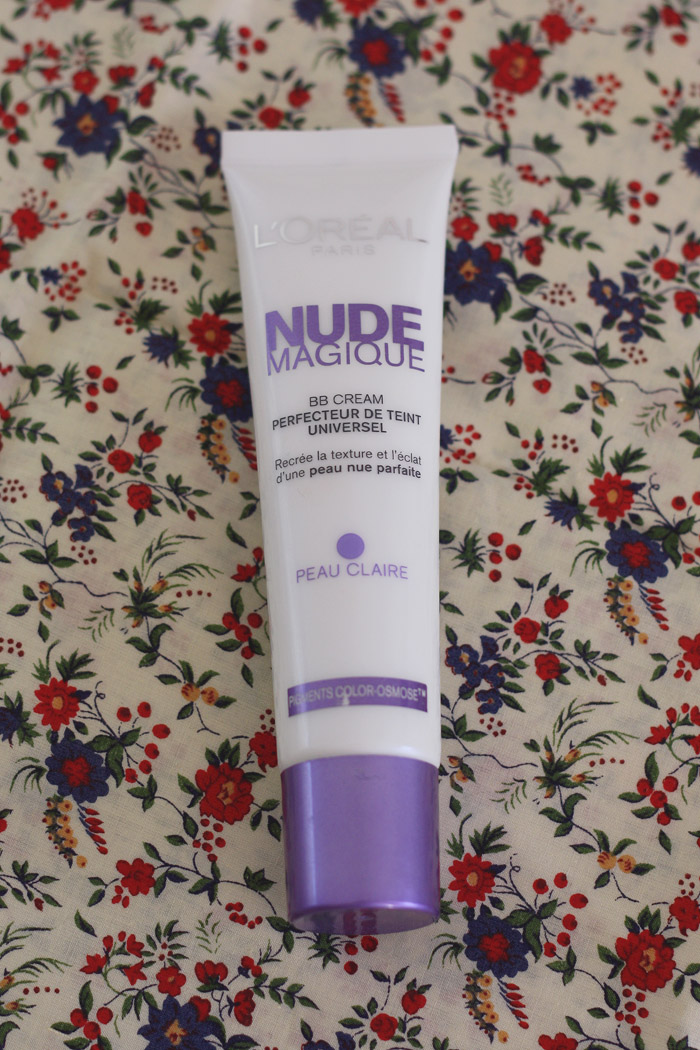 L'ORÉAL
PARIS
NUDE
MAGIQUE
BB CREAM
PERFECTEUR DE TEINT
UNIVERSEL
Recrée la texture et l'éclat
d'une peau nue parfaite
PEAU CLAIRE
PIGMENTS COLOR-OSMOSE™